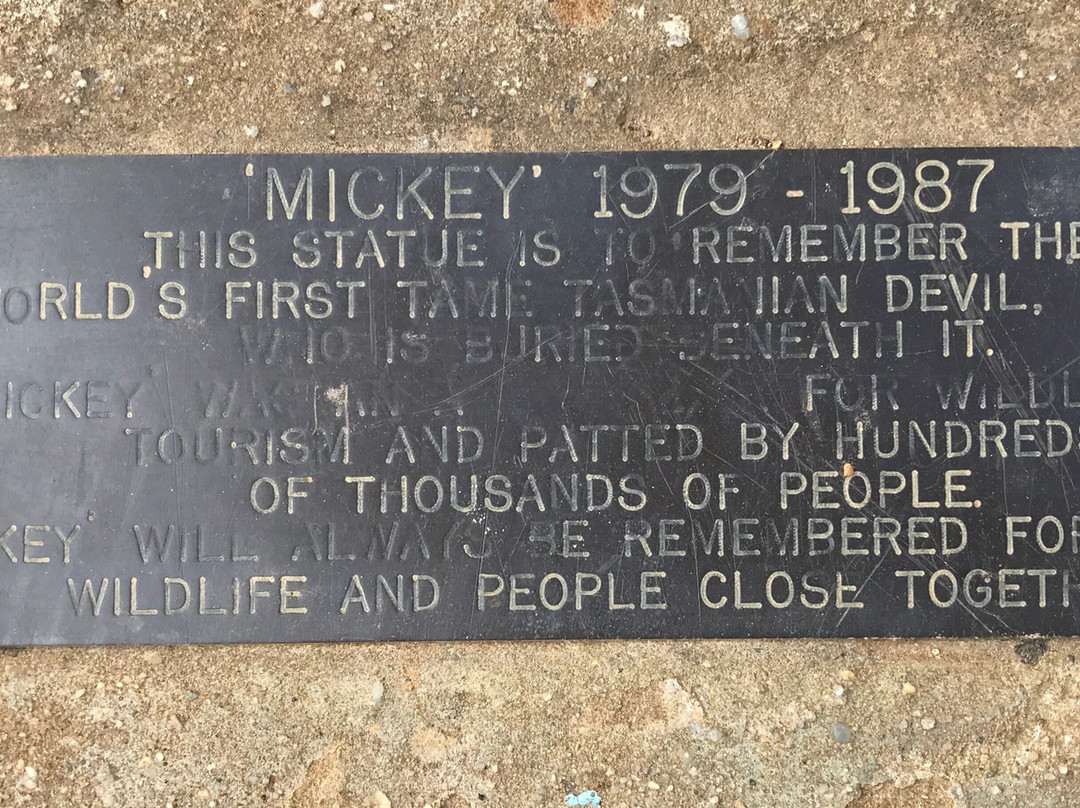 'MICKEY' 1979 - 1987
THIS STATUE IS TO REMEMBER THE
ORLD'S FIRST TAME TASMANIAN DEVIL,
WHO IS BURIED BENEATH IT.
ICKEY' WAS AN FOR WILDL
TOURISM AND PATTED BY HUNDREDS
OF THOUSANDS OF PEOPLE.
KEY' WILL ALWAYS BE REMEMBERED FOR
WILDLIFE AND PEOPLE CLOSE TOGETH